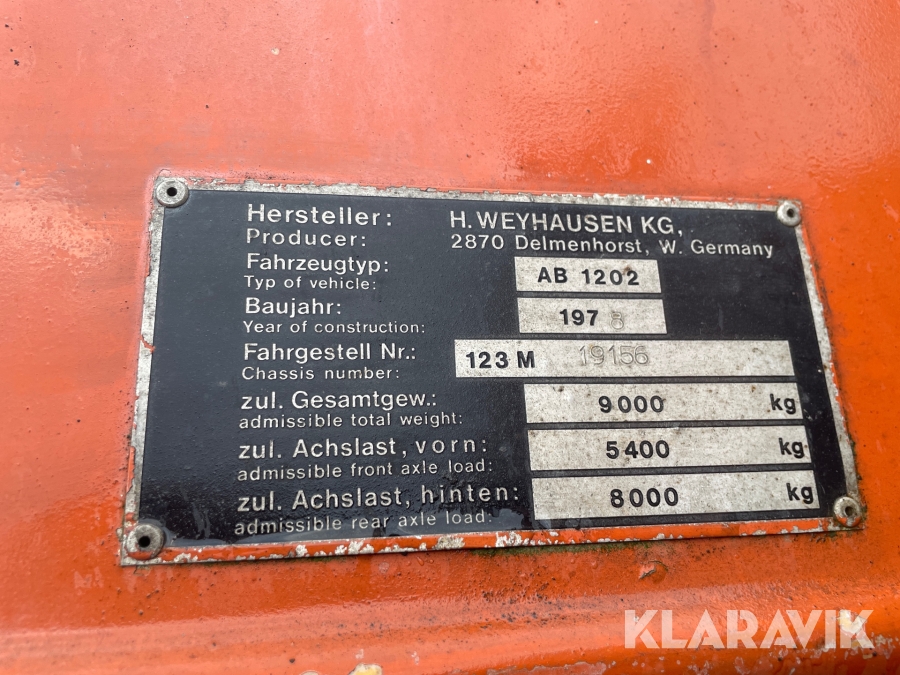 Hersteller: H. WEYHAUSEN KG,
Producer: 2870 Delmenhorst, W. Germany
Fahrzeugtyp: AB 1202
Typ of vehicle:
Baujahr: 1978
Year of construction:
Fahrgestell Nr.: 123 M 19156
Chassis number:
zul. Gesamtgew.: 9000 kg
admissible total weight:
zul. Achslast, vorn: 5400 kg
admissible front axle load:
zul. Achslast, hinten: 8000 kg
admissible rear axle load:
KLARAVIK